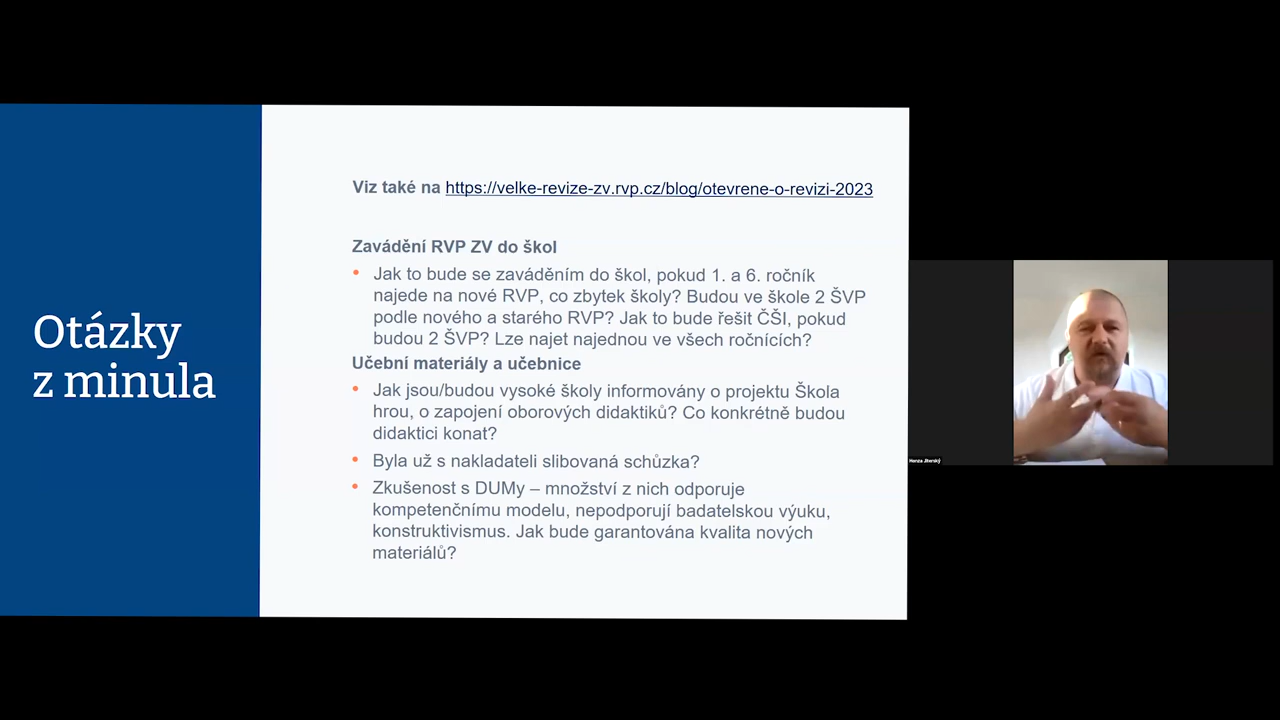 Otázky
z minula
Viz také na https://velke-revize-zv.rvp.cz/blog/otevrene-o-revizi-2023
Zavádění RVP ZV do škol
• Jak to bude se zaváděním do škol, pokud 1. a 6. ročník
najede na nové RVP, co zbytek školy? Budou ve škole 2 ŠVP
podle nového a starého RVP? Jak to bude řešit ČŠI, pokud
budou 2 ŠVP? Lze najet najednou ve všech ročnících?
Učební materiály a učebnice
• Jak jsou/budou vysoké školy informovány o projektu Škola
hrou, o zapojení oborových didaktiků? Co konkrétně budou
didaktici konat?
• Byla už s nakladateli slibovaná schůzka?
• Zkušenost s DUMy – množství z nich odporuje
kompetenčnímu modelu, nepodporují badatelskou výuku,
konstruktivismus. Jak bude garantována kvalita nových
materiálů?
Honza Jiterský